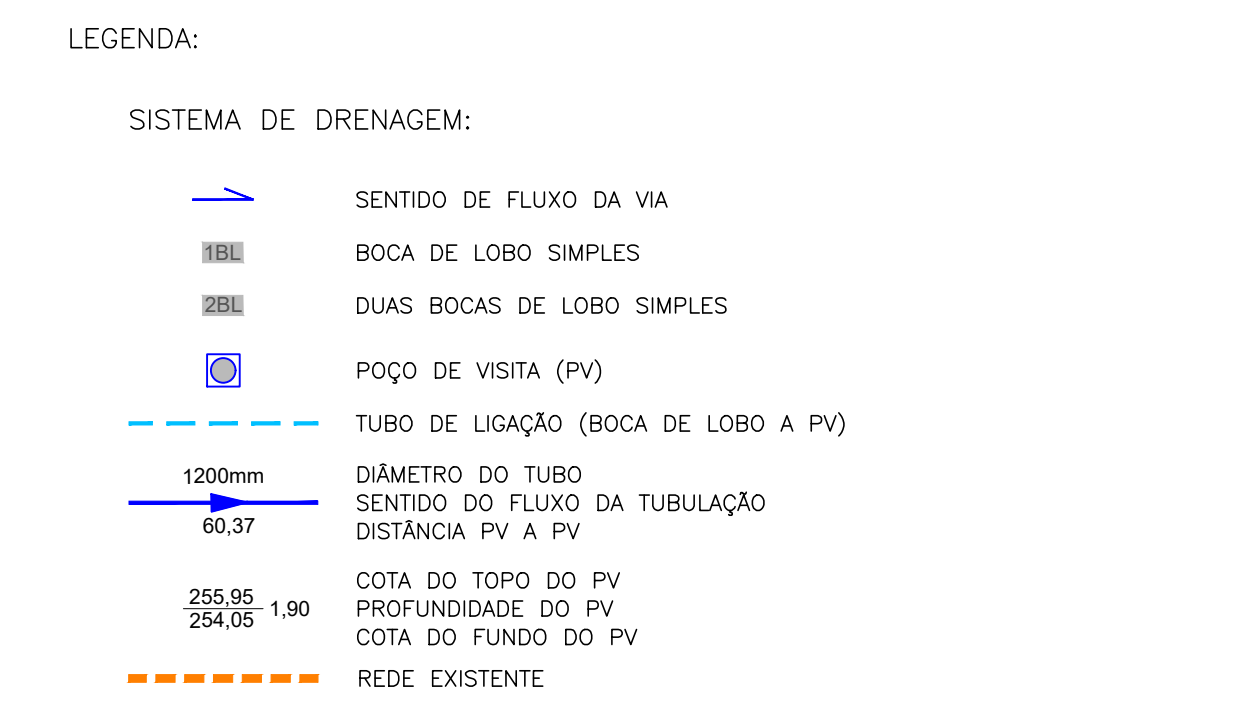 LEGENDA:
SISTEMA DE DRENAGEM:
SENTIDO DE FLUXO DA VIA
1BL BOCA DE LOBO SIMPLES
2BL DUAS BOCAS DE LOBO SIMPLES
POÇO DE VISITA (PV)
TUBO DE LIGAÇÃO (BOCA DE LOBO A PV)
1200mm DIÂMETRO DO TUBO
SENTIDO DO FLUXO DA TUBULAÇÃO
60,37 DISTÂNCIA PV A PV
255,95 COTA DO TOPO DO PV
1,90 PROFUNDIDADE DO PV
254,05 COTA DO FUNDO DO PV
REDE EXISTENTE